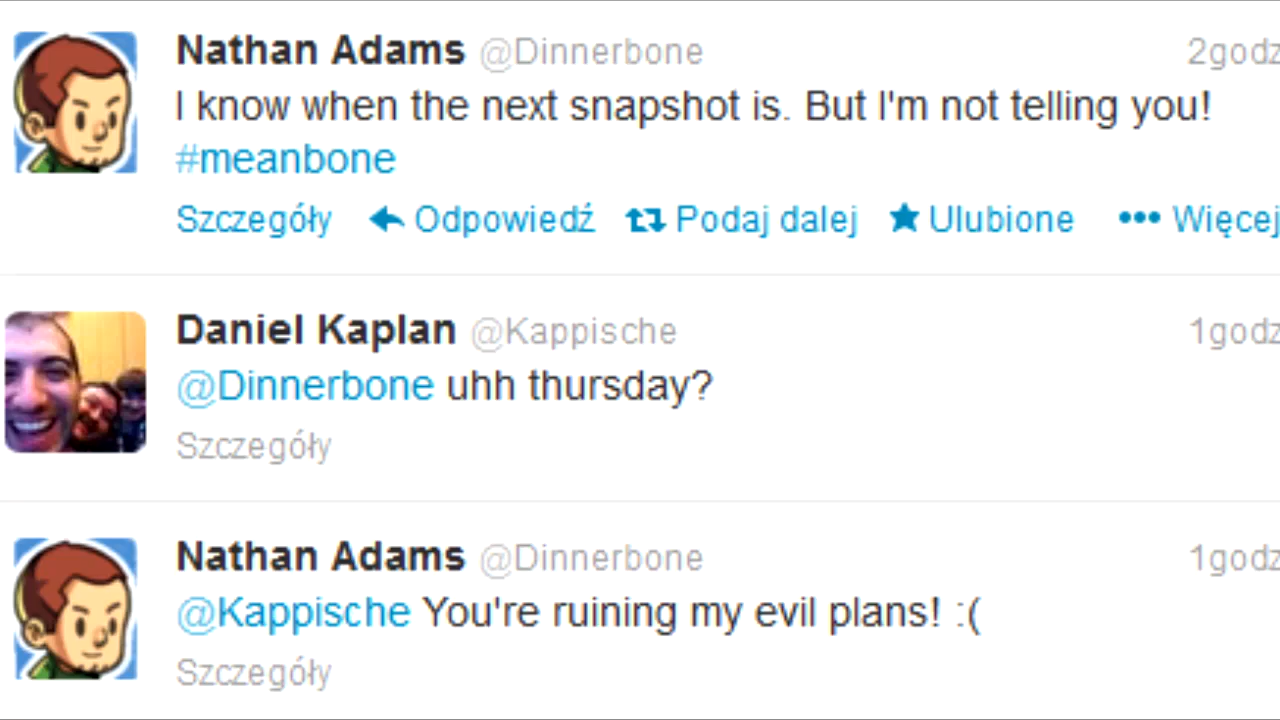 Nathan Adams @Dinnerbone 2godz
I know when the next snapshot is. But I'm not telling you!
#meanbone
Szczegóły Odpowiedź Podaj dalej Ulubione Więcej
Daniel Kaplan @Kappische 1godz
@Dinnerbone uhh thursday?
Szczegóły
Nathan Adams @Dinnerbone 1godz
@Kappische You're ruining my evil plans! :(
Szczegóły